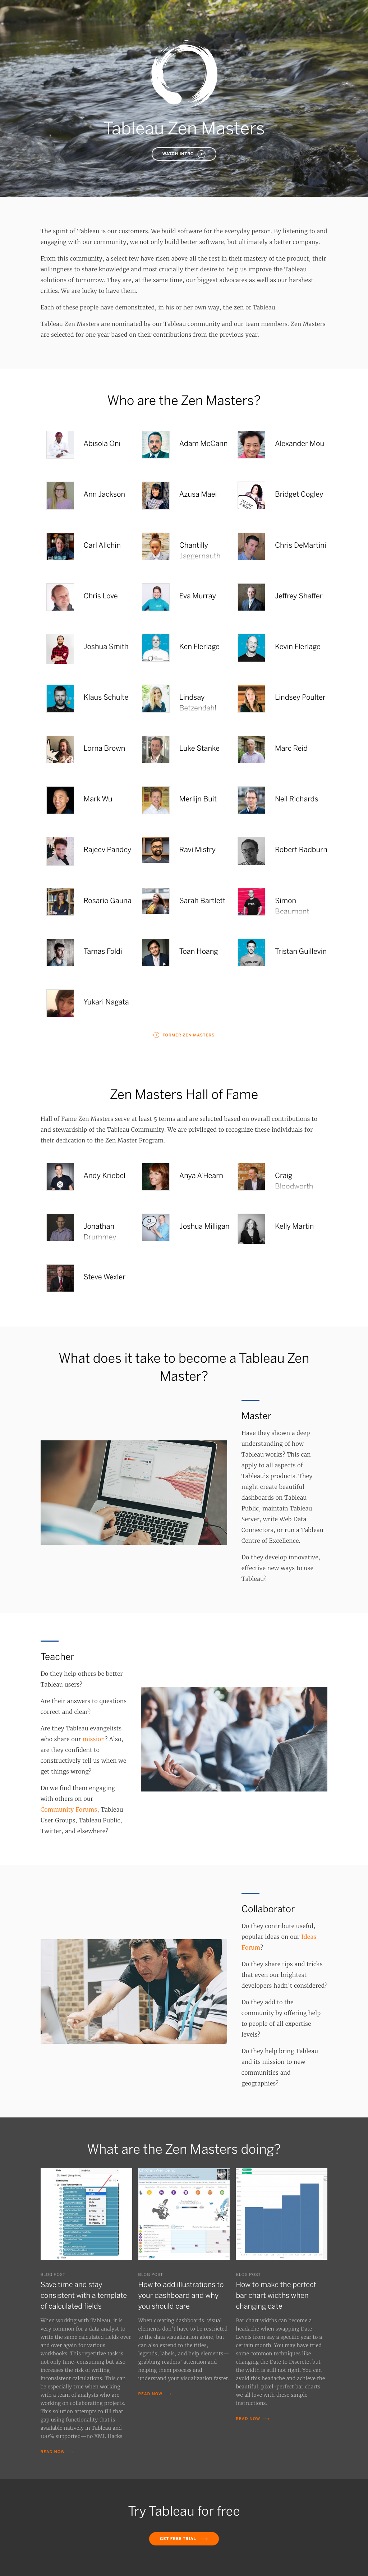 Tableau Zen Masters
WATCH INTRO
The spirit of Tableau is our customers. We build software for the everyday person. By listening to and
engaging with our community, we not only build better software, but ultimately a better company.
From this community, a select few have risen above all the rest in their mastery of the product, their
willingness to share knowledge and most crucially their desire to help us improve the Tableau
solutions of tomorrow. They are, at the same time, our biggest advocates as well as our harshest
critics. We are lucky to have them.
Each of these people have demonstrated, in his or her own way, the zen of Tableau.
Tableau Zen Masters are nominated by our Tableau community and our team members. Zen Masters
are selected for one year based on their contributions from the previous year.
Who are the Zen Masters?
Abisola Oni
Adam McCann
Alexander Mou
Ann Jackson
Azusa Maei
Bridget Cogley
Carl Allchin
Chantilly
Jaggernauth
Chris DeMartini
Chris Love
Eva Murray
Jeffrey Shaffer
Joshua Smith
Ken Flerlage
Kevin Flerlage
Klaus Schulte
Lindsay
Betzendahl
Lindsey Poulter
Lorna Brown
Luke Stanke
Marc Reid
Mark Wu
Merlijn Buit
Neil Richards
Rajeev Pandey
Ravi Mistry
Robert Radburn
Rosario Gauna
Sarah Bartlett
Simon
Beaumont
Tamas Foldi
Toan Hoang
Tristan Guillevin
Yukari Nagata
FORMER ZEN MASTERS
Zen Masters Hall of Fame
Hall of Fame Zen Masters serve at least 5 terms and are selected based on overall contributions to
and stewardship of the Tableau Community. We are privileged to recognize these individuals for
their dedication to the Zen Master Program.
Andy Kriebel
Anya A'Hearn
Craig
Bloodworth
Jonathan
Drummey
Joshua Milligan
Kelly Martin
Steve Wexler
What does it take to become a Tableau Zen
Master?
Master
Have they shown a deep
understanding of how
Tableau works? This can
apply to all aspects of
Tableau's products. They
might create beautiful
dashboards on Tableau
Public, maintain Tableau
Server, write Web Data
Connectors, or run a Tableau
Centre of Excellence.
Do they develop innovative,
effective new ways to use
Tableau?
Teacher
Do they help others be better
Tableau users?
Are their answers to questions
correct and clear?
Are they Tableau evangelists
who share our mission? Also,
are they confident to
constructively tell us when we
get things wrong?
Do we find them engaging
with others on our
Community Forums, Tableau
User Groups, Tableau Public,
Twitter, and elsewhere?
Collaborator
Do they contribute useful,
popular ideas on our Ideas
Forum?
Do they share tips and tricks
that even our brightest
developers hadn't considered?
Do they add to the
community by offering help
to people of all expertise
levels?
Do they help bring Tableau
and its mission to new
communities and
geographies?
What are the Zen Masters doing?
BLOG POST
Save time and stay
consistent with a template
of calculated fields
When working with Tableau, it is
very common for a data analyst to
write the same calculated fields over
and over again for various
workbooks. This repetitive task is
not only time-consuming but also
increases the risk of writing
inconsistent calculations. This can
be especially true when working
with a team of analysts who are
working on collaborating projects.
This solution attempts to fill that
gap using functionality that is
available natively in Tableau and
100% supported—no XML Hacks.
READ NOW
BLOG POST
How to add illustrations to
your dashboard and why
you should care
When creating dashboards, visual
elements don't have to be restricted
to the data visualization alone, but
can also extend to the titles,
legends, labels, and help elements—
grabbing readers' attention and
helping them process and
understand your visualization faster.
READ NOW
BLOG POST
How to make the perfect
bar chart widths when
changing date
Bar chart widths can become a
headache when swapping Date
Levels from say a specific year to a
certain month. You may have tried
some common techniques like
changing the Date to Discrete, but
the width is still not right. You can
avoid this headache and achieve the
beautiful, pixel-perfect bar charts
we all love with these simple
instructions.
READ NOW
Try Tableau for free
GET FREE TRIAL